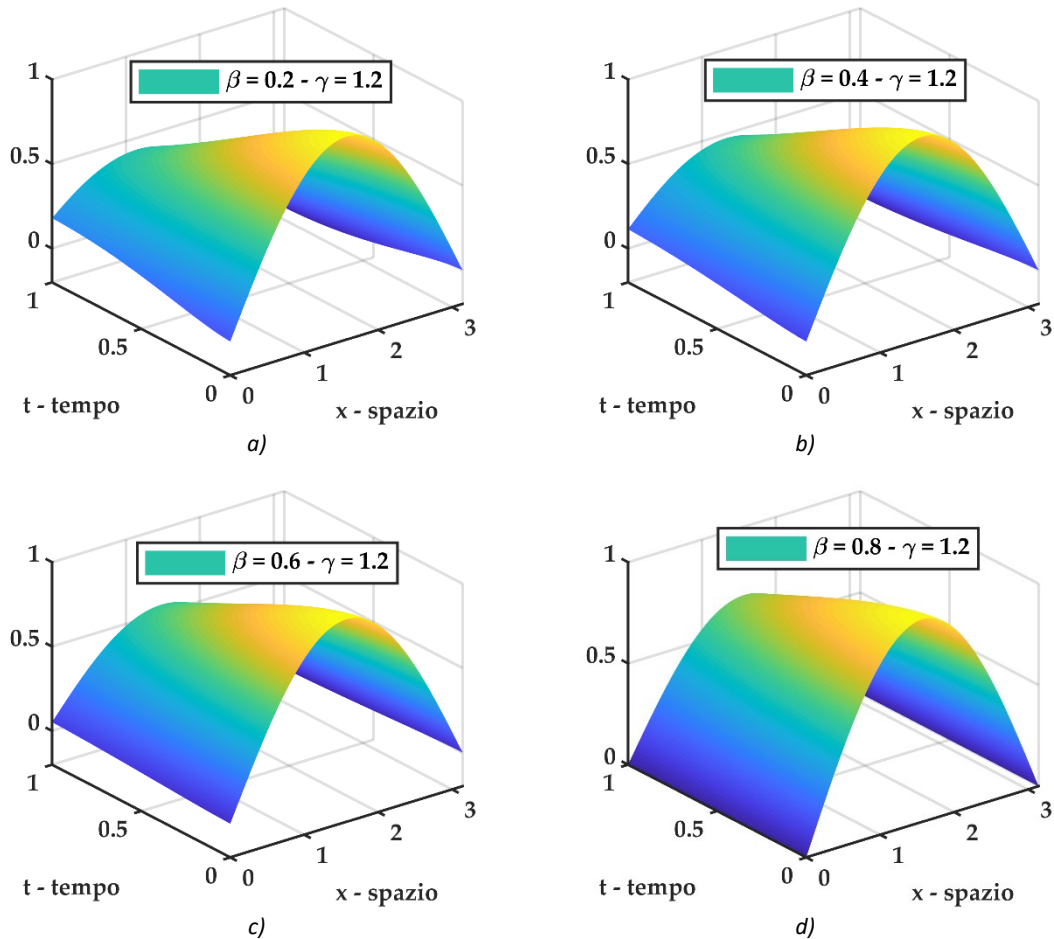 a)
1
β = 0.2 - γ = 1.2
0.5
0
1
0.5
0
t - tempo
0
1
2
3
x - spazio
b)
1
β = 0.4 - γ = 1.2
0.5
0
1
0.5
0
t - tempo
0
1
2
3
x - spazio
c)
1
β = 0.6 - γ = 1.2
0.5
0
1
0.5
0
t - tempo
0
1
2
3
x - spazio
d)
1
β = 0.8 - γ = 1.2
0.5
0
1
0.5
0
t - tempo
0
1
2
3
x - spazio